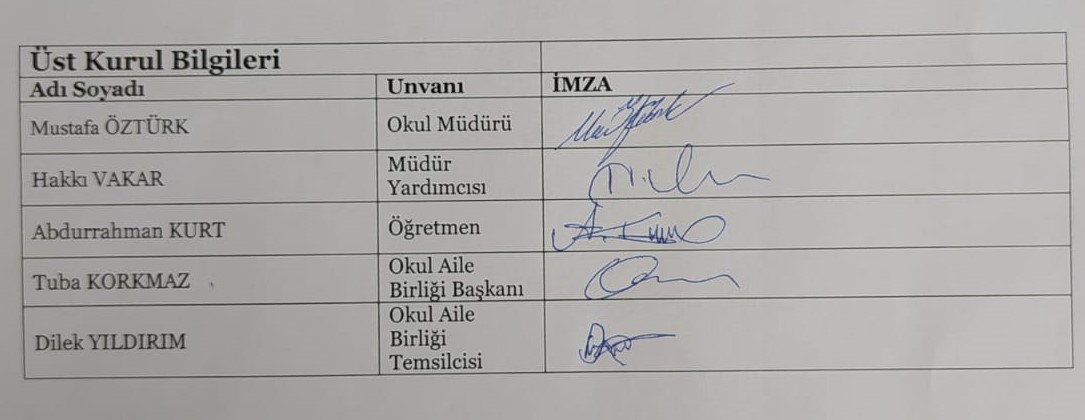 Üst Kurul Bilgileri
Adı Soyadı Unvanı İMZA
Mustafa ÖZTÜRK Okul Müdürü
Hakkı VAKAR Müdür
Yardımcısı
Abdurrahman KURT Öğretmen
A. Kurt
Tuba KORKMAZ Okul Aile
Birliği Başkanı
Dilek YILDIRIM Okul Aile
Birliği
Temsilcisi